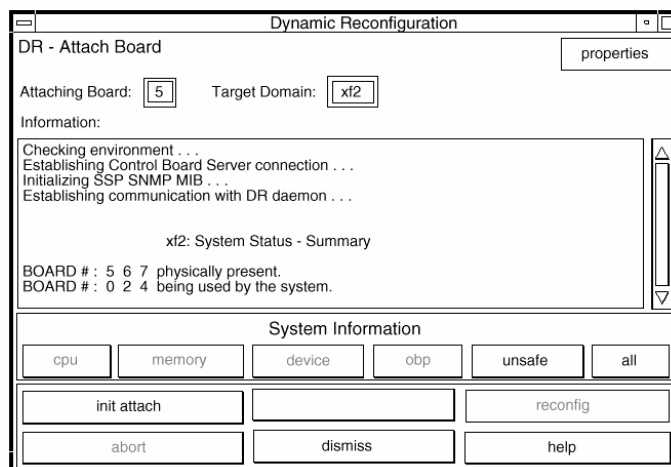 Dynamic Reconfiguration
DR - Attach Board
properties
Attaching Board: 5 Target Domain: xf2
Information:
Checking environment . . .
Establishing Control Board Server connection . . .
Initializing SSP SNMP MIB . . .
Establishing communication with DR daemon . . .
xf2: System Status - Summary
BOARD # : 5 6 7 physically present.
BOARD # : 0 2 4 being used by the system.
System Information
cpu memory device obp unsafe all
init attach reconfig
abort dismiss help